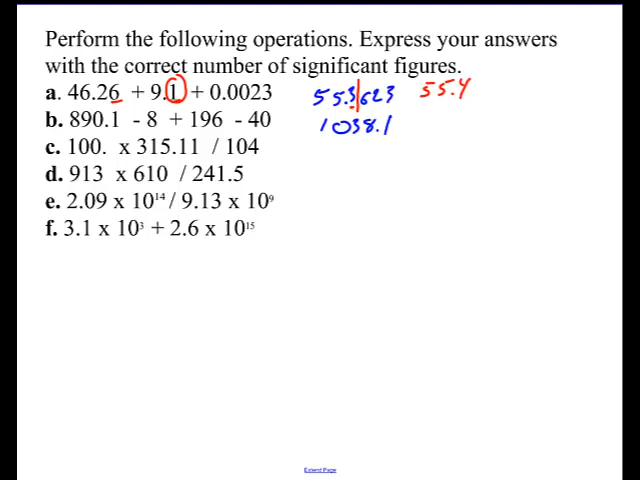 Perform the following operations. Express your answers
with the correct number of significant figures.
a. 46.26 + 9.1 + 0.0023 55.3|623 55.4
b. 890.1 - 8 + 196 - 40 1038.1
c. 100. x 315.11 / 104
d. 913 x 610 / 241.5
e. 2.09 x 10¹⁴ / 9.13 x 10⁹
f. 3.1 x 10³ + 2.6 x 10¹⁵
Extend Page